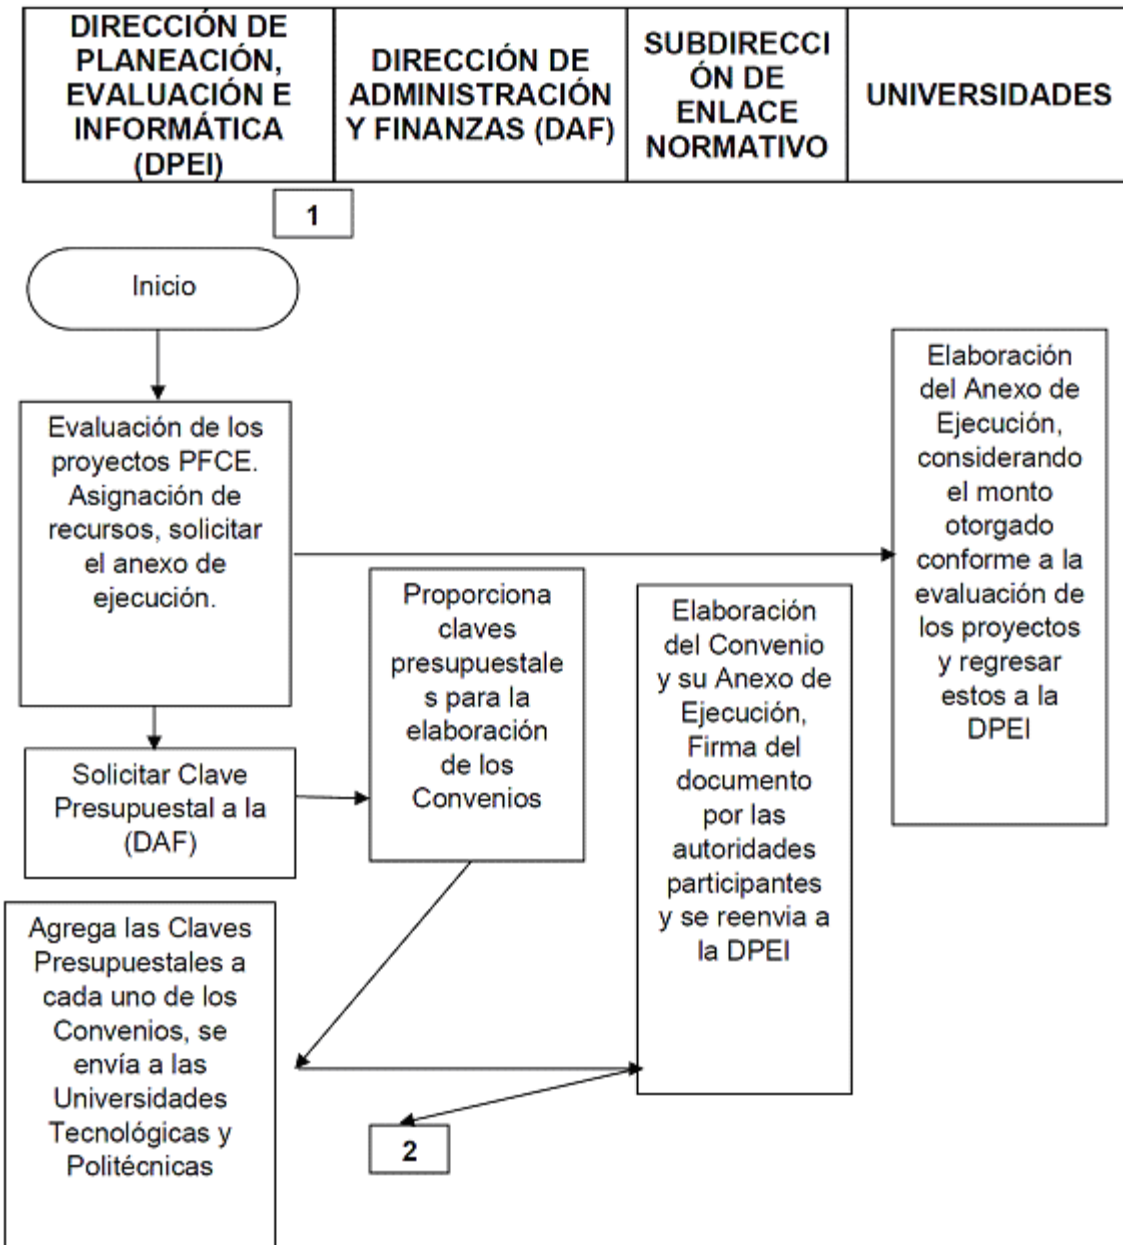 DIRECCIÓN DE
PLANEACIÓN,
EVALUACIÓN E
INFORMÁTICA
(DPEI)
DIRECCIÓN DE
ADMINISTRACIÓN
Y FINANZAS (DAF)
SUBDIRECCI
ÓN DE
ENLACE
NORMATIVO
UNIVERSIDADES
1
Inicio
Evaluación de los
proyectos PFCE.
Asignación de
recursos, solicitar
el anexo de
ejecución.
Elaboración
del Anexo de
Ejecución,
considerando
el monto
otorgado
conforme a la
evaluación de
los proyectos
y regresar
estos a la
DPEI
Solicitar Clave
Presupuestal a la
(DAF)
Proporciona
claves
presupuestale
s para la
elaboración
de los
Convenios
Elaboración
del Convenio
y su Anexo de
Ejecución,
Firma del
documento
por las
autoridades
participantes
y se reenvia a
la DPEI
Agrega las Claves
Presupuestales a
cada uno de los
Convenios, se
envía a las
Universidades
Tecnológicas y
Politécnicas
2